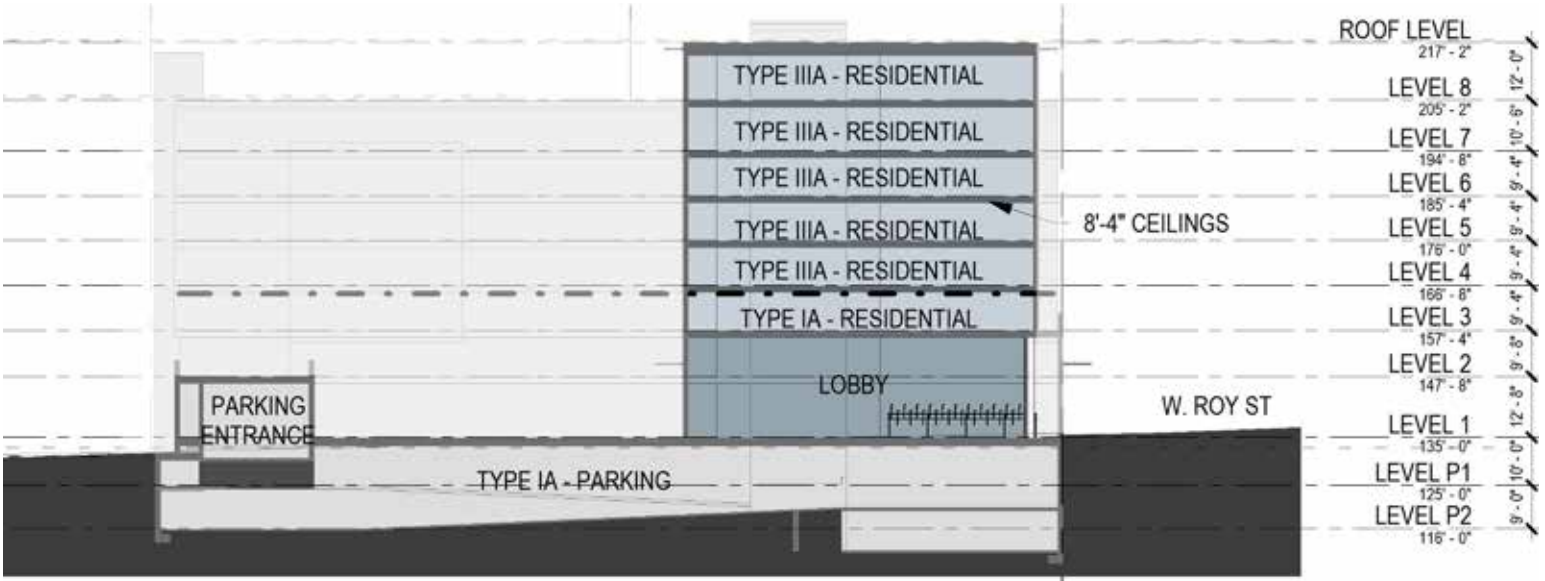 ROOF LEVEL
217' - 2"
12' - 0"
TYPE IIIA - RESIDENTIAL
LEVEL 8
205' - 2"
10' - 6"
TYPE IIIA - RESIDENTIAL
LEVEL 7
194' - 8"
9' - 4"
TYPE IIIA - RESIDENTIAL
LEVEL 6
185' - 4"
9' - 4"
8'-4" CEILINGS
TYPE IIIA - RESIDENTIAL
LEVEL 5
176' - 0"
9' - 4"
TYPE IIIA - RESIDENTIAL
LEVEL 4
166' - 8"
9' - 4"
TYPE IA - RESIDENTIAL
LEVEL 3
157' - 4"
9' - 8"
LEVEL 2
147' - 8"
12' - 8"
LOBBY
PARKING
ENTRANCE
W. ROY ST
LEVEL 1
135' - 0"
10' - 0"
TYPE IA - PARKING
LEVEL P1
125' - 0"
9' - 0"
LEVEL P2
116' - 0"